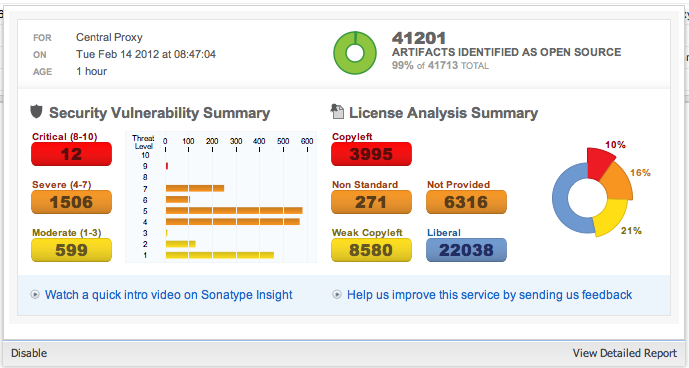 FOR Central Proxy
ON Tue Feb 14 2012 at 08:47:04
AGE 1 hour
41201
ARTIFACTS IDENTIFIED AS OPEN SOURCE
99% of 41713 TOTAL
Security Vulnerability Summary
Critical (8-10)
12
Severe (4-7)
1506
Moderate (1-3)
599
Threat Level 0 100 200 300 400 500 600
10
9
8
7
6
5
4
3
2
1
License Analysis Summary
Copyleft
3995
Non Standard Not Provided
271 6316
Weak Copyleft Liberal
8580 22038
10%
16%
21%
Watch a quick intro video on Sonatype Insight
Help us improve this service by sending us feedback
Disable View Detailed Report